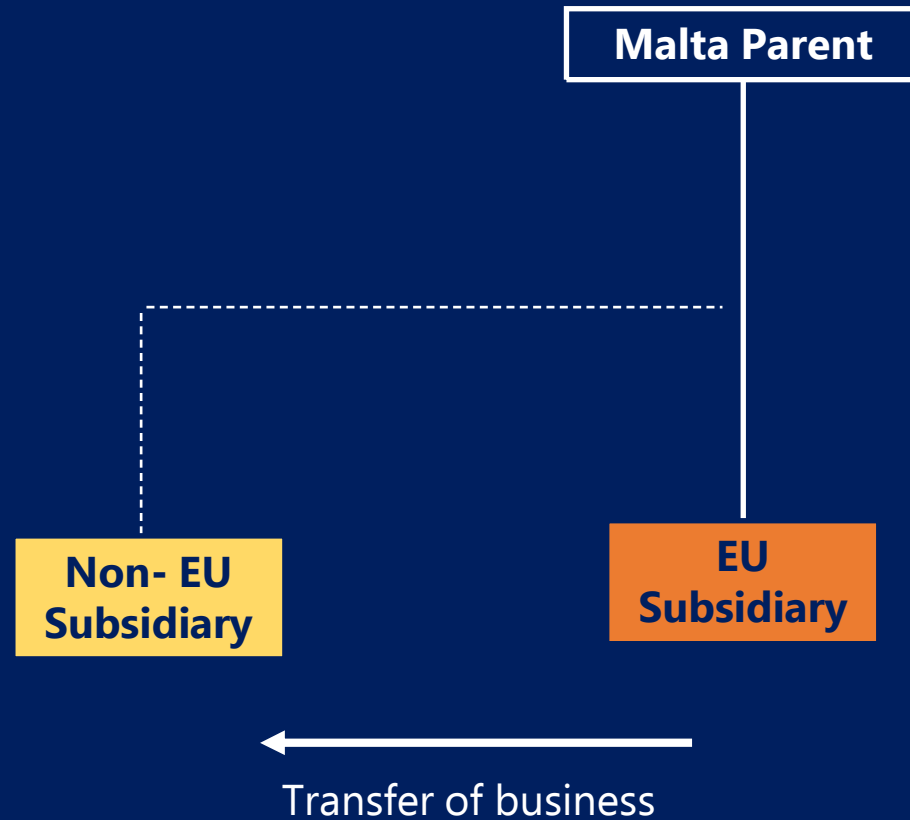 Malta Parent
Non- EU
Subsidiary
EU
Subsidiary
Transfer of business